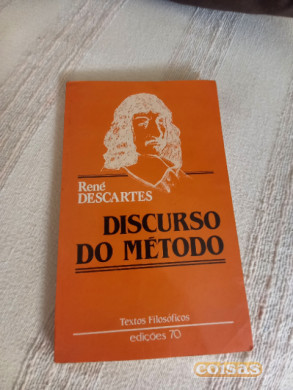 René
DESCARTES
DISCURSO
DO MÉTODO
Textos Filosóficos
edições 70
coisas